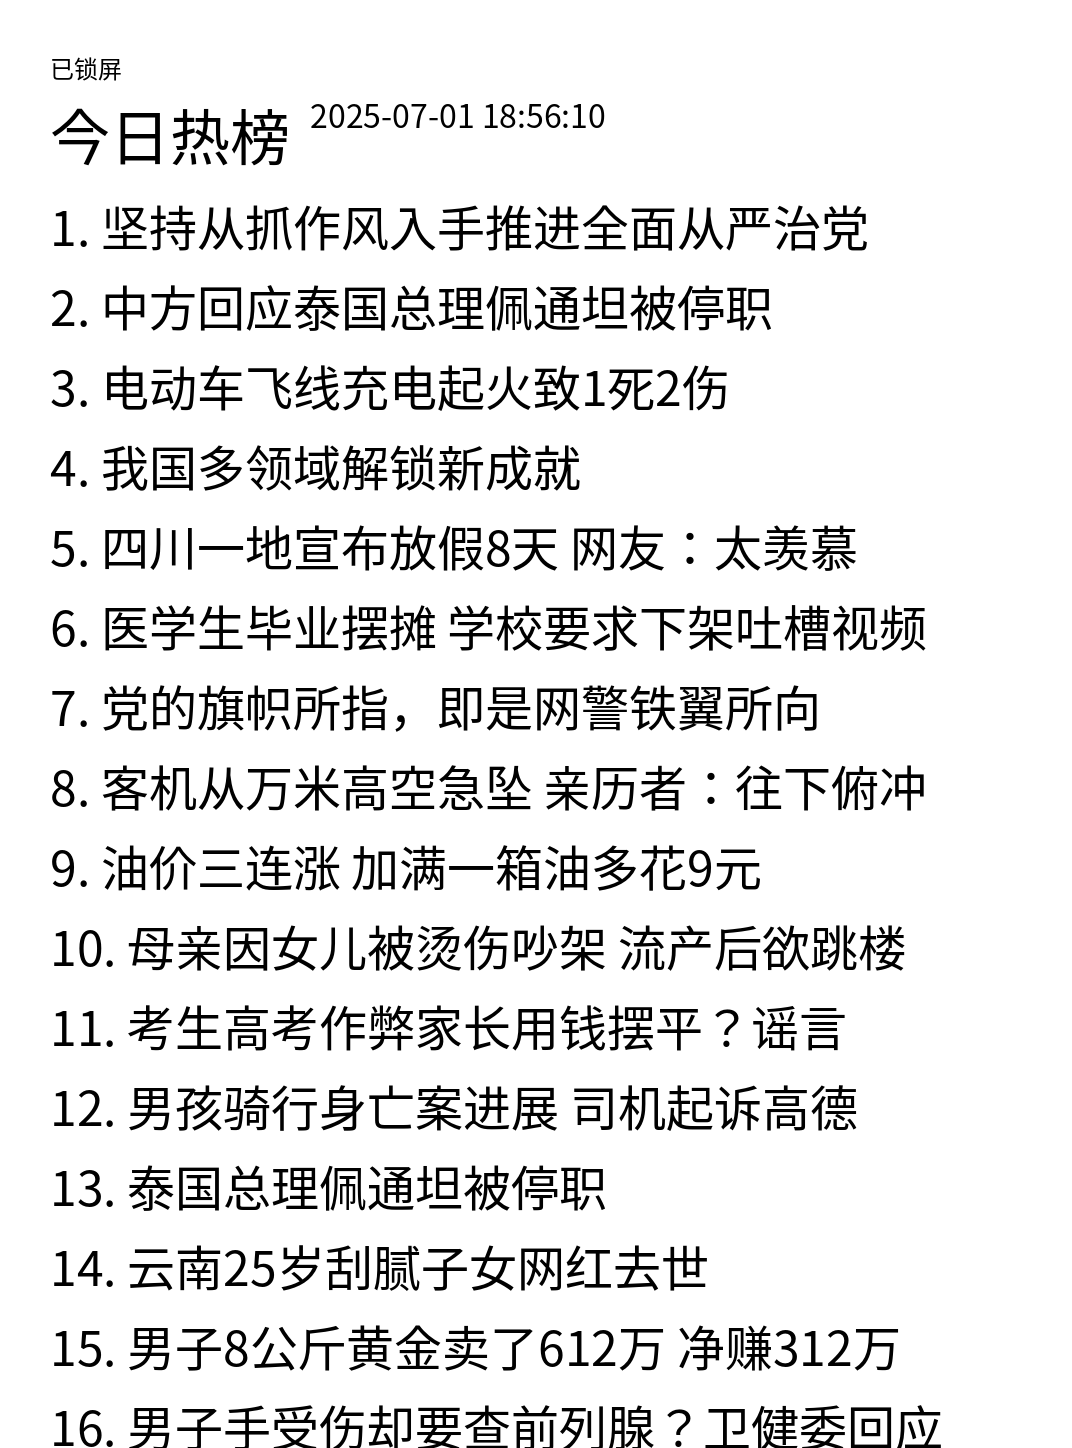 已锁屏
今日热榜 2025-07-01 18:56:10
1. 坚持从抓作风入手推进全面从严治党
2. 中方回应泰国总理佩通坦被停职
3. 电动车飞线充电起火致1死2伤
4. 我国多领域解锁新成就
5. 四川一地宣布放假8天 网友：太羡慕
6. 医学生毕业摆摊 学校要求下架吐槽视频
7. 党的旗帜所指，即是网警铁翼所向
8. 客机从万米高空急坠 亲历者：往下俯冲
9. 油价三连涨 加满一箱油多花9元
10. 母亲因女儿被烫伤吵架 流产后欲跳楼
11. 考生高考作弊家长用钱摆平？谣言
12. 男孩骑行身亡案进展 司机起诉高德
13. 泰国总理佩通坦被停职
14. 云南25岁刮腻子女网红去世
15. 男子8公斤黄金卖了612万 净赚312万
16. 男子手受伤却要查前列腺？卫健委回应